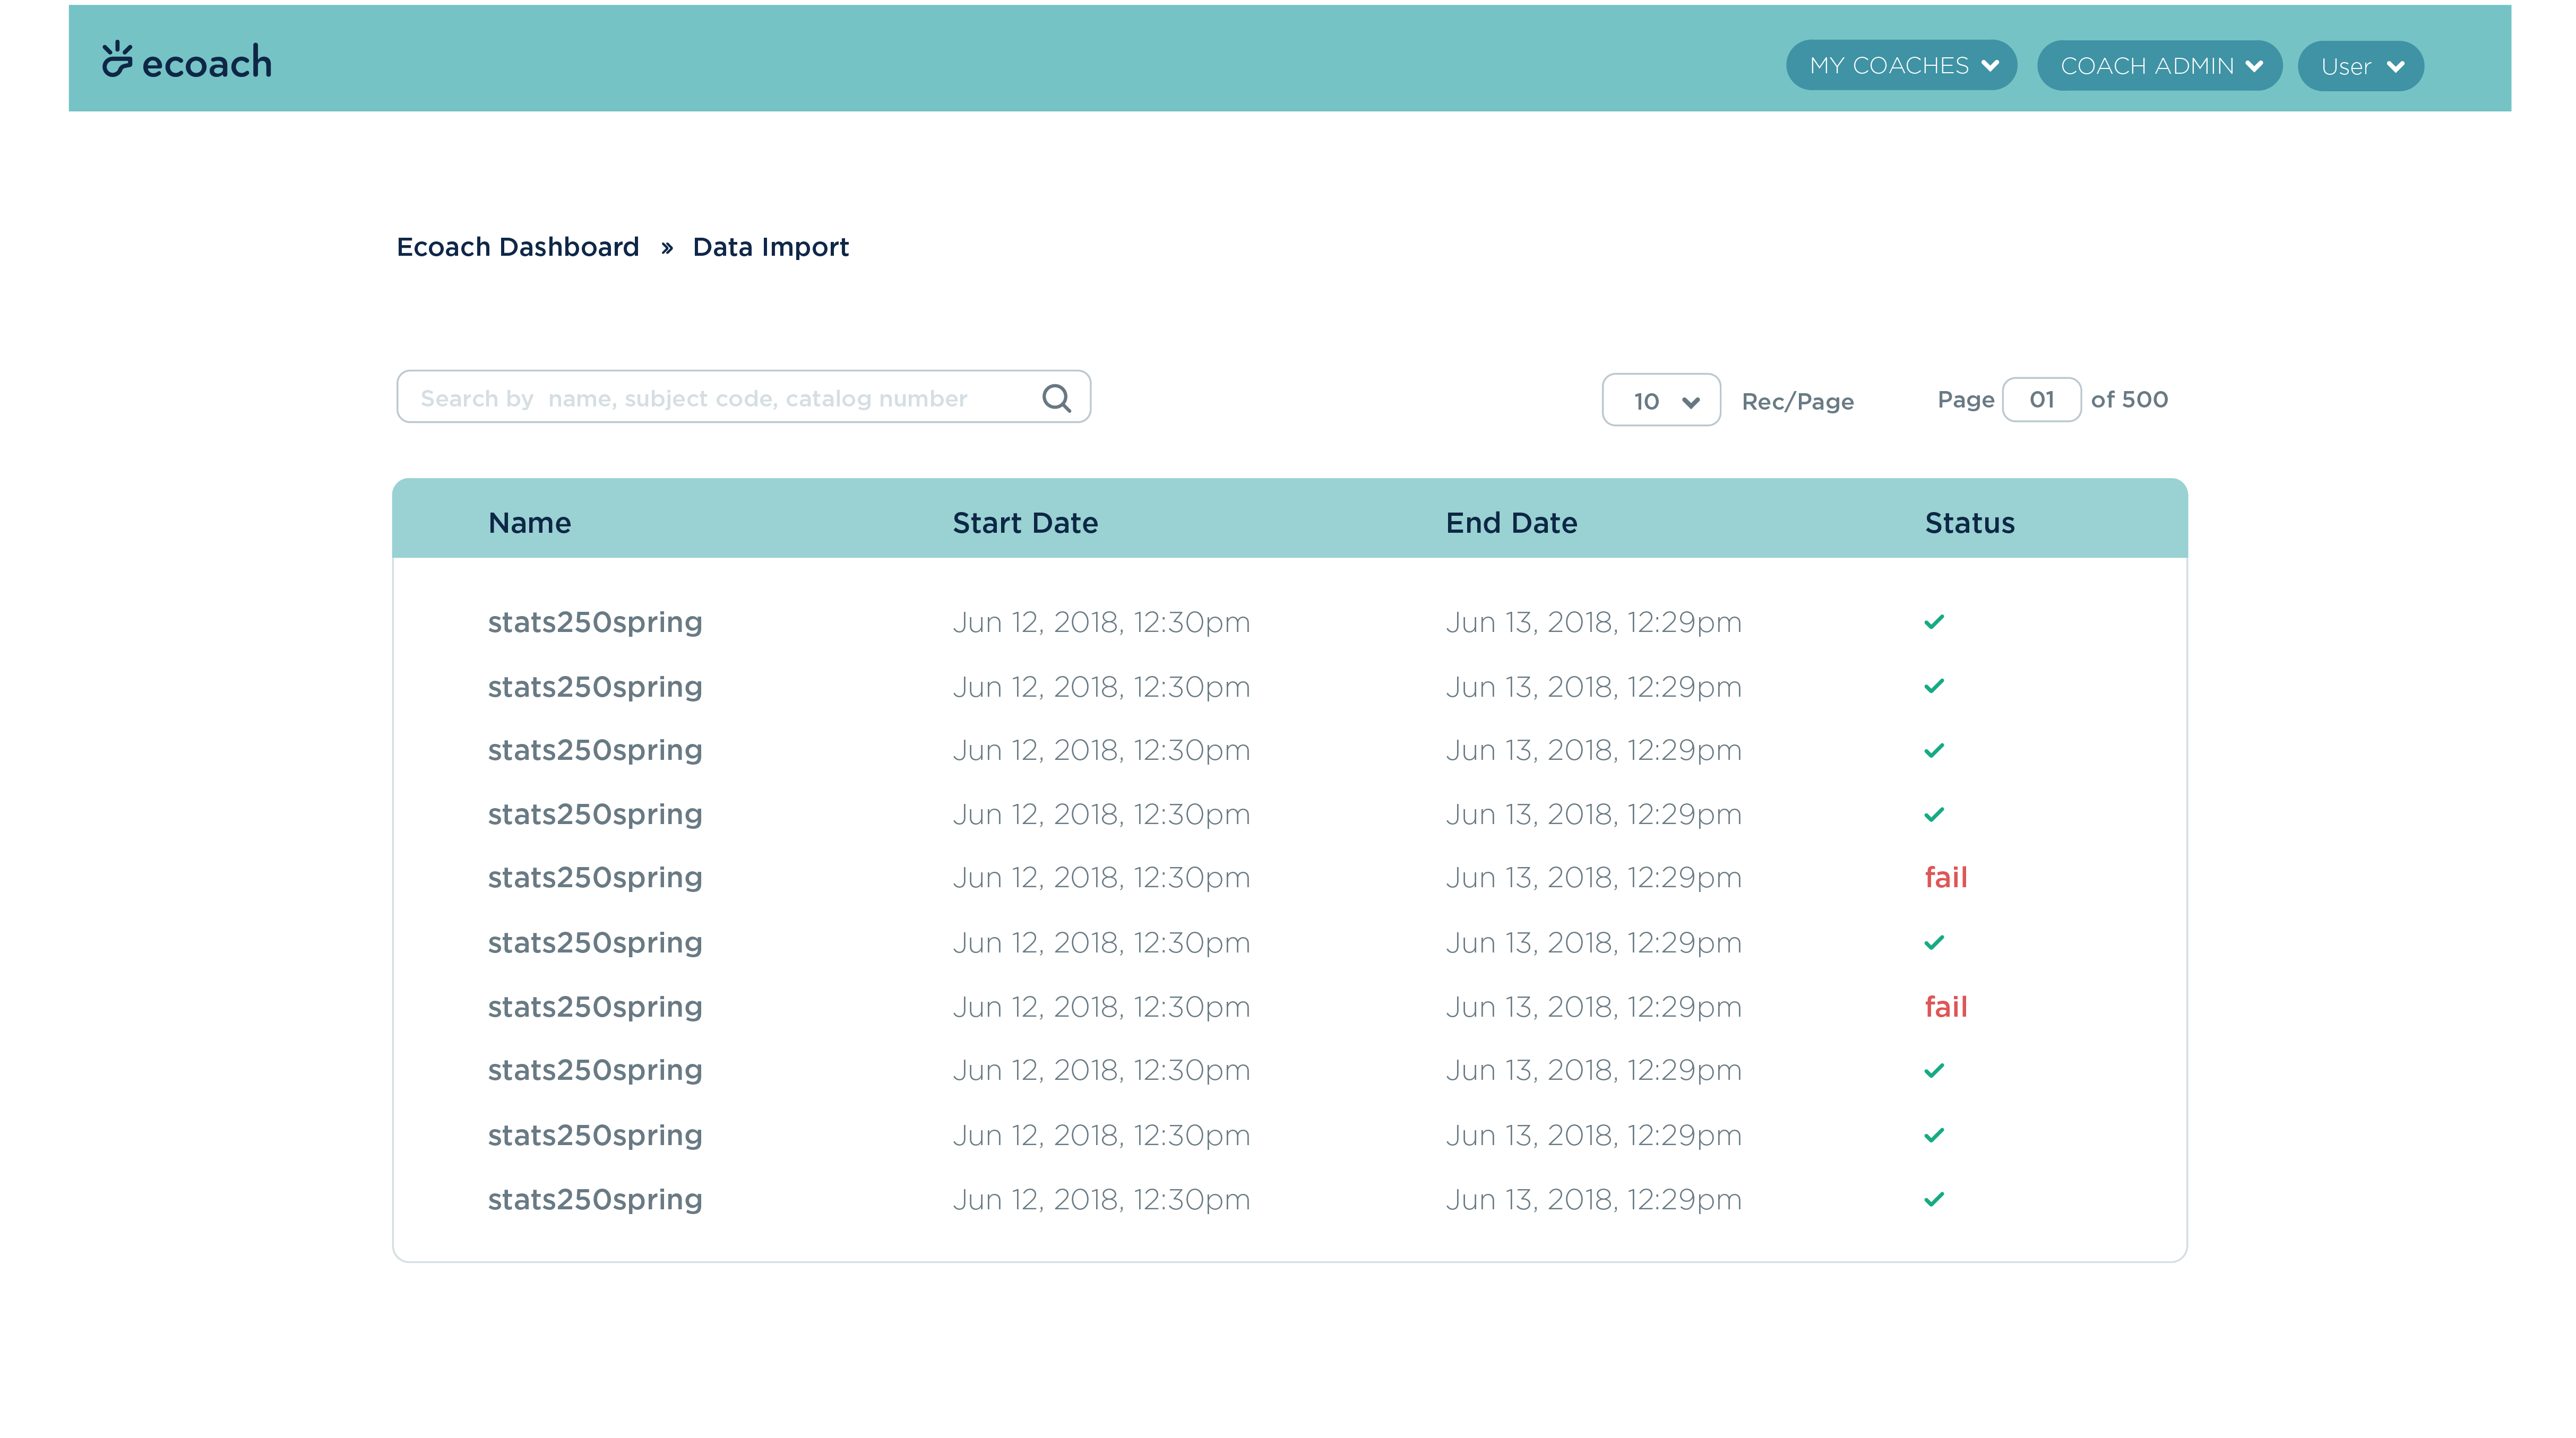 ecoach MY COACHES COACH ADMIN User
Ecoach Dashboard » Data Import
Search by name, subject code, catalog number 10 Rec/Page Page 01 of 500
Name Start Date End Date Status
stats250spring Jun 12, 2018, 12:30pm Jun 13, 2018, 12:29pm ✓
stats250spring Jun 12, 2018, 12:30pm Jun 13, 2018, 12:29pm ✓
stats250spring Jun 12, 2018, 12:30pm Jun 13, 2018, 12:29pm ✓
stats250spring Jun 12, 2018, 12:30pm Jun 13, 2018, 12:29pm ✓
stats250spring Jun 12, 2018, 12:30pm Jun 13, 2018, 12:29pm fail
stats250spring Jun 12, 2018, 12:30pm Jun 13, 2018, 12:29pm ✓
stats250spring Jun 12, 2018, 12:30pm Jun 13, 2018, 12:29pm fail
stats250spring Jun 12, 2018, 12:30pm Jun 13, 2018, 12:29pm ✓
stats250spring Jun 12, 2018, 12:30pm Jun 13, 2018, 12:29pm ✓
stats250spring Jun 12, 2018, 12:30pm Jun 13, 2018, 12:29pm ✓